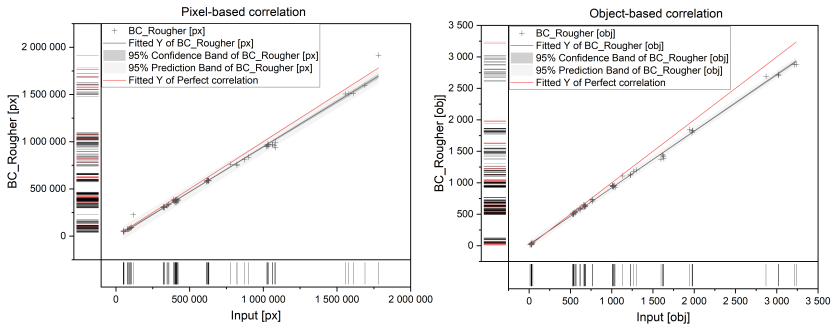 Pixel-based correlation
BC_Rougher [px]
Fitted Y of BC_Rougher [px]
95% Confidence Band of BC_Rougher [px]
95% Prediction Band of BC_Rougher [px]
Fitted Y of Perfect correlation
2 000 000
1 500 000
1 000 000
500 000
0
BC_Rougher [px]
0 500 000 1 000 000 1 500 000 2 000 000
Input [px]
Object-based correlation
BC_Rougher [obj]
Fitted Y of BC_Rougher [obj]
95% Confidence Band of BC_Rougher [obj]
95% Prediction Band of BC_Rougher [obj]
Fitted Y of Perfect correlation
3 500
3 000
2 500
2 000
1 500
1 000
500
0
BC_Rougher [obj]
0 500 1 000 1 500 2 000 2 500 3 000 3 500
Input [obj]